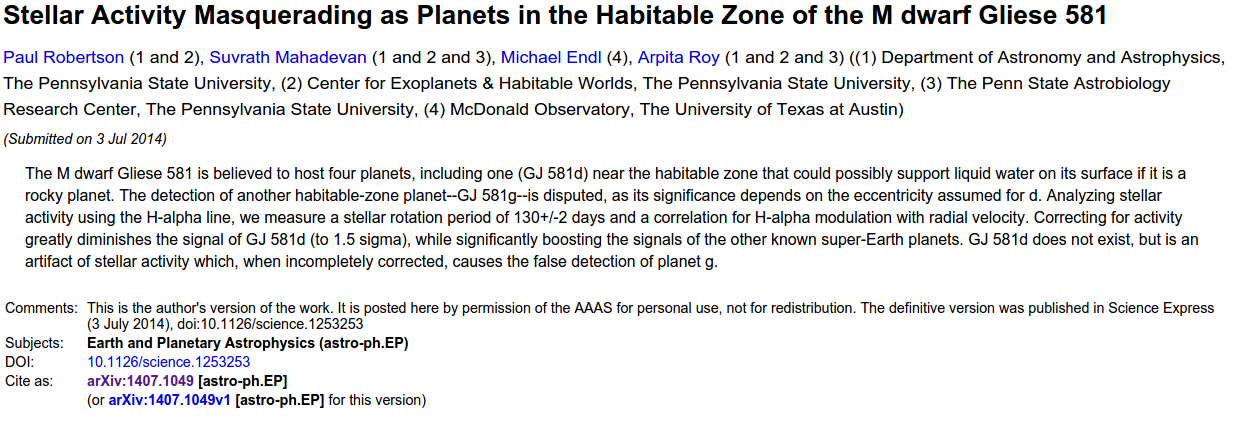 Stellar Activity Masquerading as Planets in the Habitable Zone of the M dwarf Gliese 581
Paul Robertson (1 and 2), Suvrath Mahadevan (1 and 2 and 3), Michael Endl (4), Arpita Roy (1 and 2 and 3) ((1) Department of Astronomy and Astrophysics,
The Pennsylvania State University, (2) Center for Exoplanets & Habitable Worlds, The Pennsylvania State University, (3) The Penn State Astrobiology
Research Center, The Pennsylvania State University, (4) McDonald Observatory, The University of Texas at Austin)
(Submitted on 3 Jul 2014)
The M dwarf Gliese 581 is believed to host four planets, including one (GJ 581d) near the habitable zone that could possibly support liquid water on its surface if it is a
rocky planet. The detection of another habitable-zone planet--GJ 581g--is disputed, as its significance depends on the eccentricity assumed for d. Analyzing stellar
activity using the H-alpha line, we measure a stellar rotation period of 130+/-2 days and a correlation for H-alpha modulation with radial velocity. Correcting for activity
greatly diminishes the signal of GJ 581d (to 1.5 sigma), while significantly boosting the signals of the other known super-Earth planets. GJ 581d does not exist, but is an
artifact of stellar activity which, when incompletely corrected, causes the false detection of planet g.
Comments: This is the author's version of the work. It is posted here by permission of the AAAS for personal use, not for redistribution. The definitive version was published in Science Express
(3 July 2014), doi:10.1126/science.1253253
Subjects: Earth and Planetary Astrophysics (astro-ph.EP)
DOI: 10.1126/science.1253253
Cite as: arXiv:1407.1049 [astro-ph.EP]
(or arXiv:1407.1049v1 [astro-ph.EP] for this version)